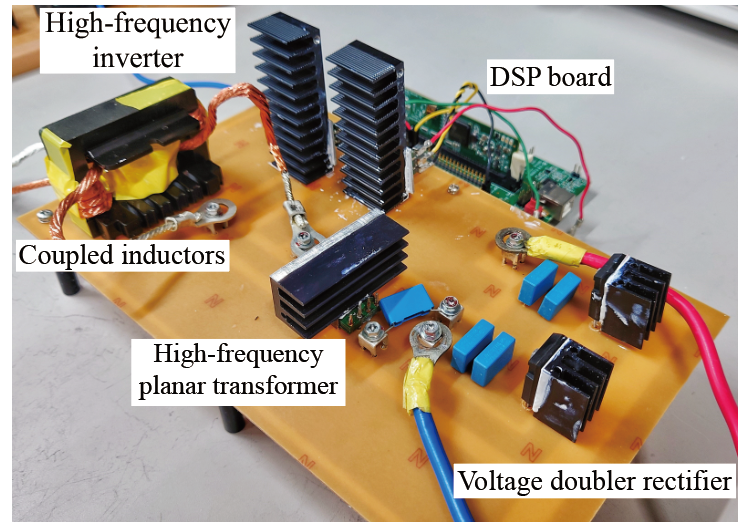 High-frequency
inverter
DSP board
Coupled inductors
High-frequency
planar transformer
Voltage doubler rectifier